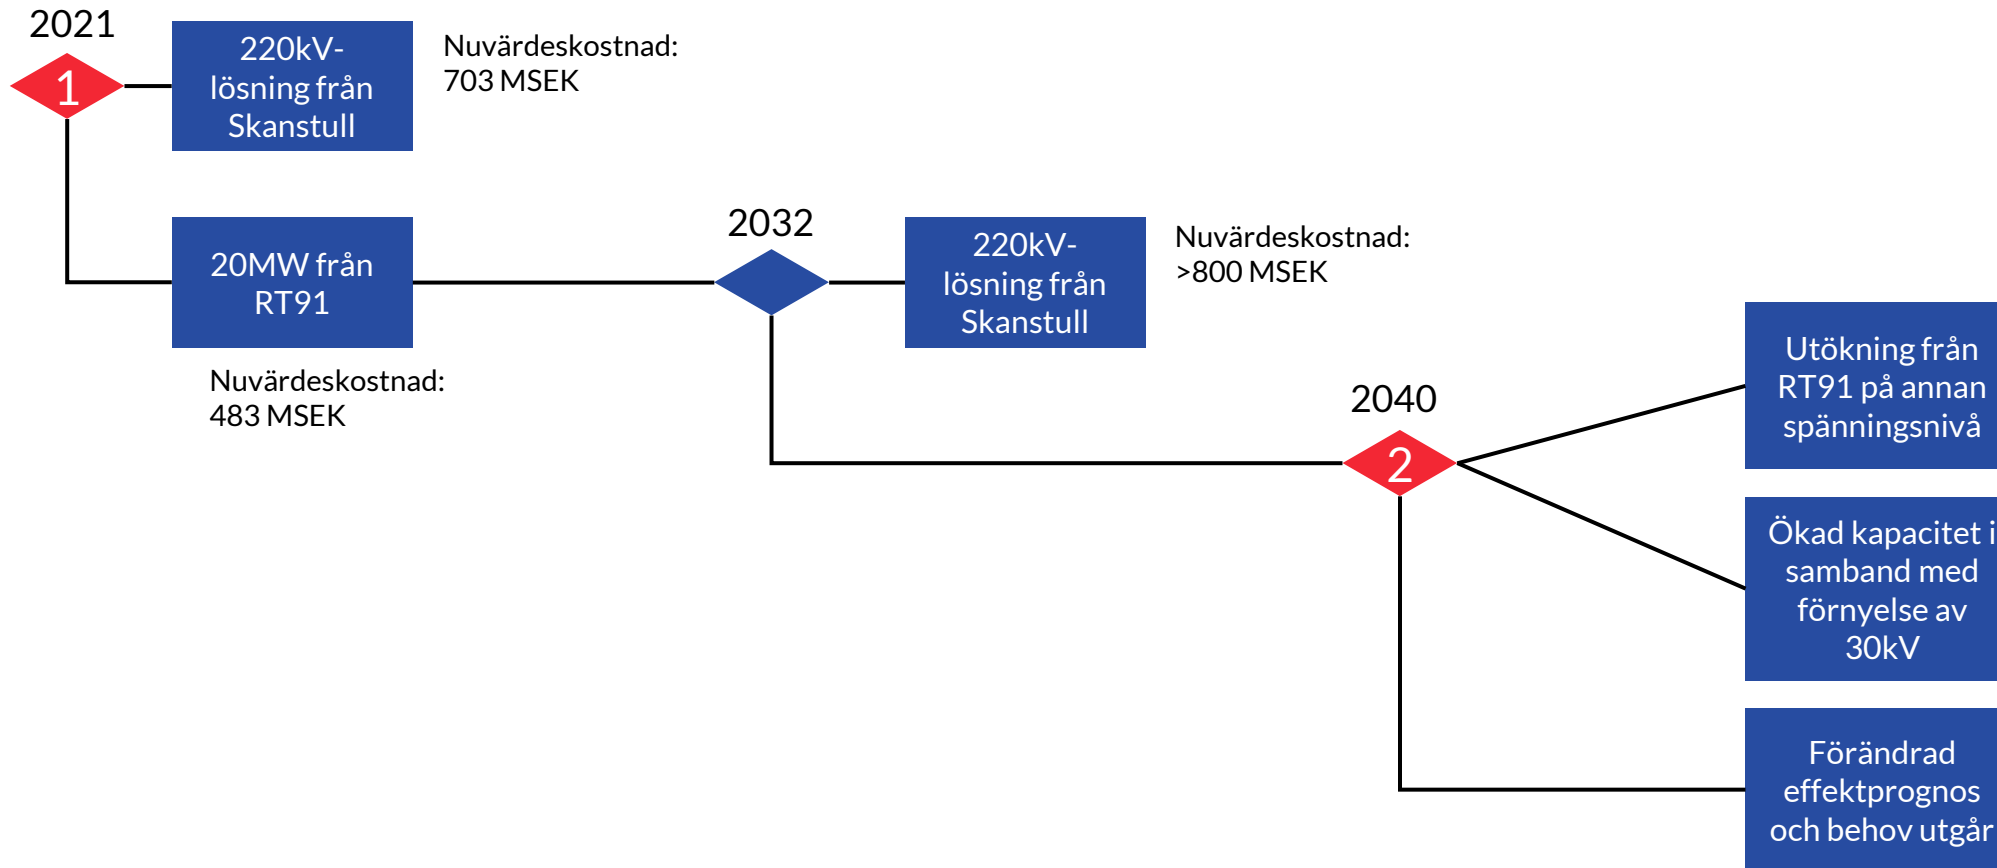 2021
1
220kV-
lösning från
Skanstull
Nuvärdeskostnad:
703 MSEK
20MW från
RT91
Nuvärdeskostnad:
483 MSEK
2032
220kV-
lösning från
Skanstull
Nuvärdeskostnad:
>800 MSEK
2040
2
Utökning från
RT91 på annan
spänningsnivå
Ökad kapacitet i
samband med
förnyelse av
30kV
Förändrad
effektprognos
och behov utgår